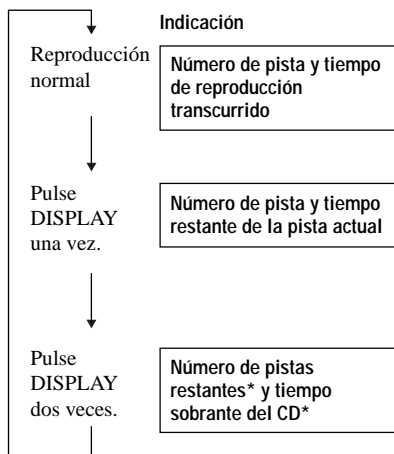 Indicación
Reproducción
normal
Número de pista y tiempo
de reproducción
transcurrido
Pulse
DISPLAY
una vez.
Número de pista y tiempo
restante de la pista actual
Pulse
DISPLAY
dos veces.
Número de pistas
restantes* y tiempo
sobrante del CD*